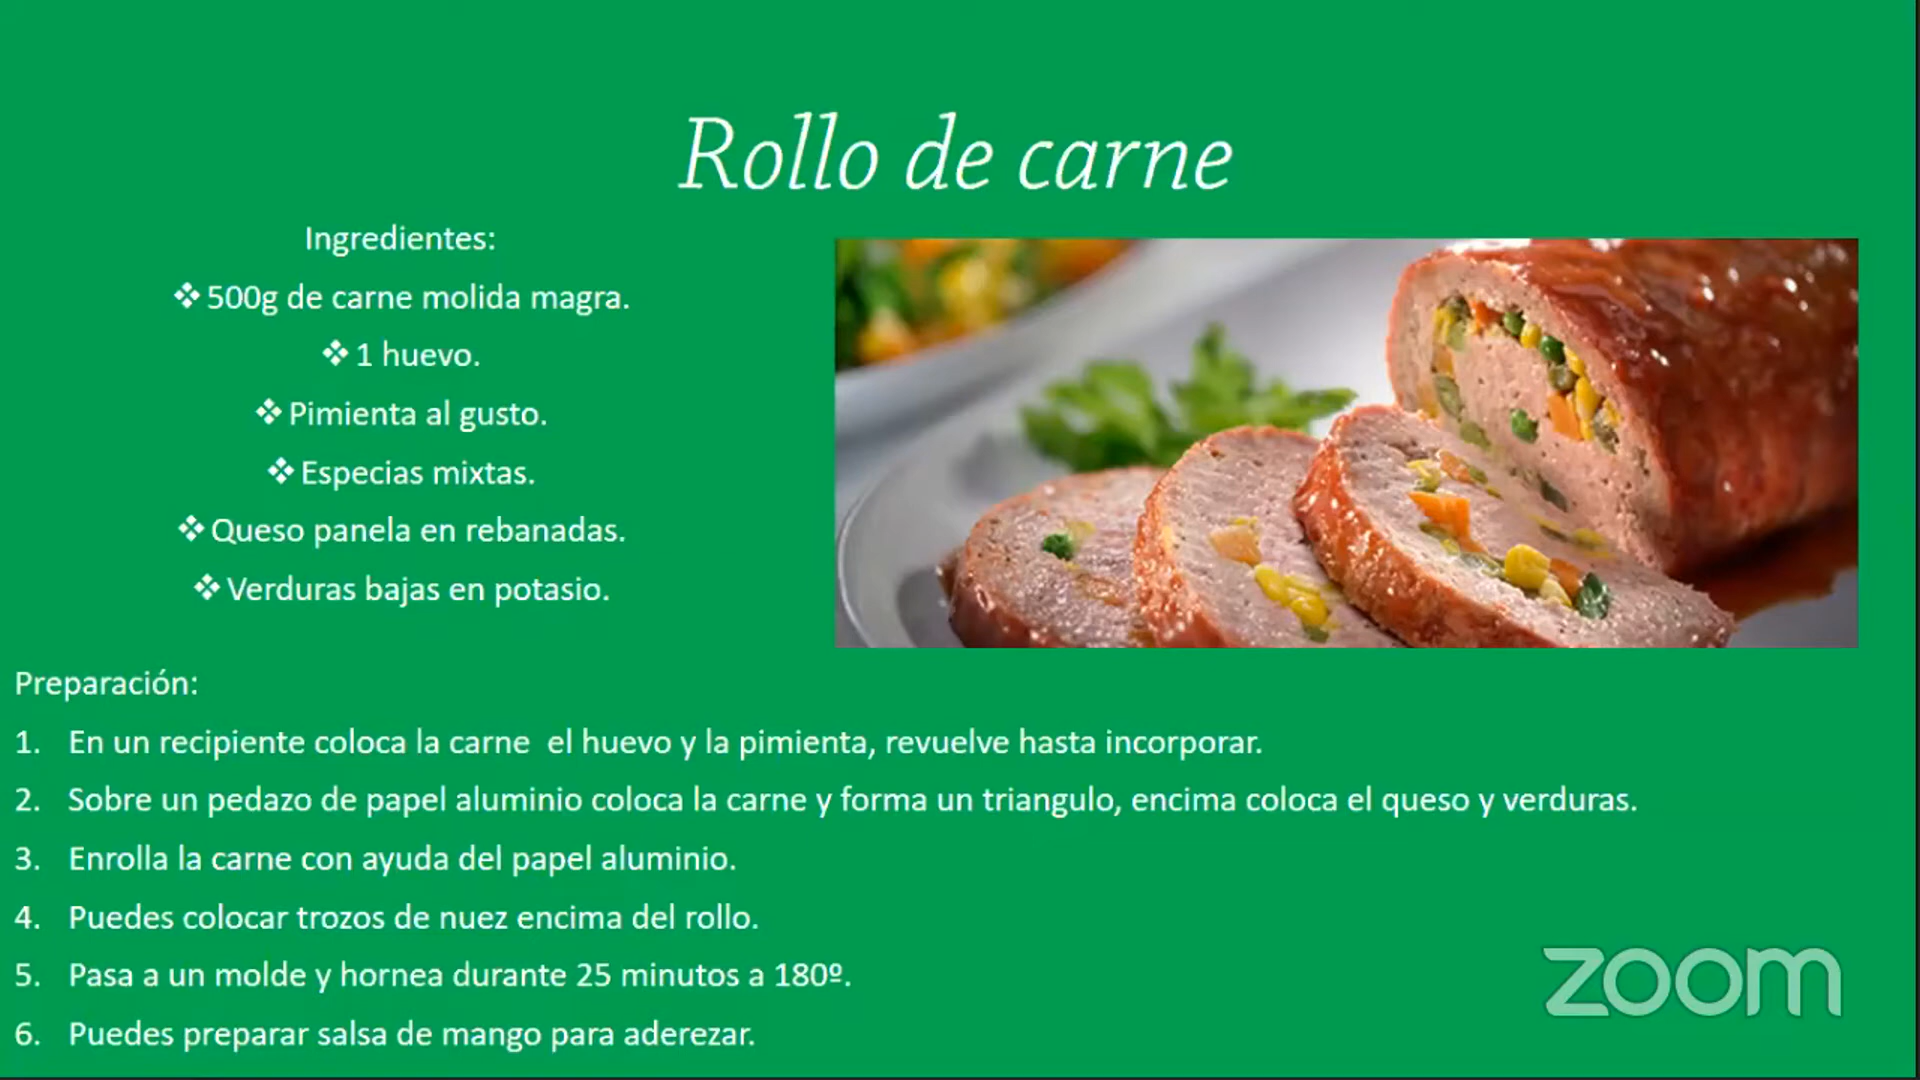 Rollo de carne
Ingredientes:
❖500g de carne molida magra.
❖1 huevo.
❖Pimienta al gusto.
❖Especias mixtas.
❖Queso panela en rebanadas.
❖Verduras bajas en potasio.
Preparación:
1. En un recipiente coloca la carne  el huevo y la pimienta, revuelve hasta incorporar.
2. Sobre un pedazo de papel aluminio coloca la carne y forma un triangulo, encima coloca el queso y verduras.
3. Enrolla la carne con ayuda del papel aluminio.
4. Puedes colocar trozos de nuez encima del rollo.
5. Pasa a un molde y hornea durante 25 minutos a 180º.
6. Puedes preparar salsa de mango para aderezar.
zoom